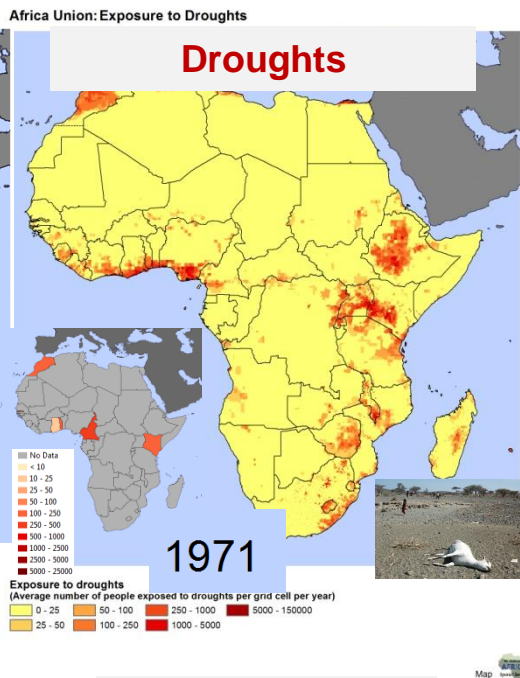 Africa Union: Exposure to Droughts
Droughts
No Data
< 10
10 - 25
25 - 50
50 - 100
100 - 250
250 - 500
500 - 1000
1000 - 2500
2500 - 5000
5000 - 25000
1971
Exposure to droughts
(Average number of people exposed to droughts per grid cell per year)
0 - 25 50 - 100 250 - 1000 5000 - 150000
25 - 50 100 - 250 1000 - 5000
Map